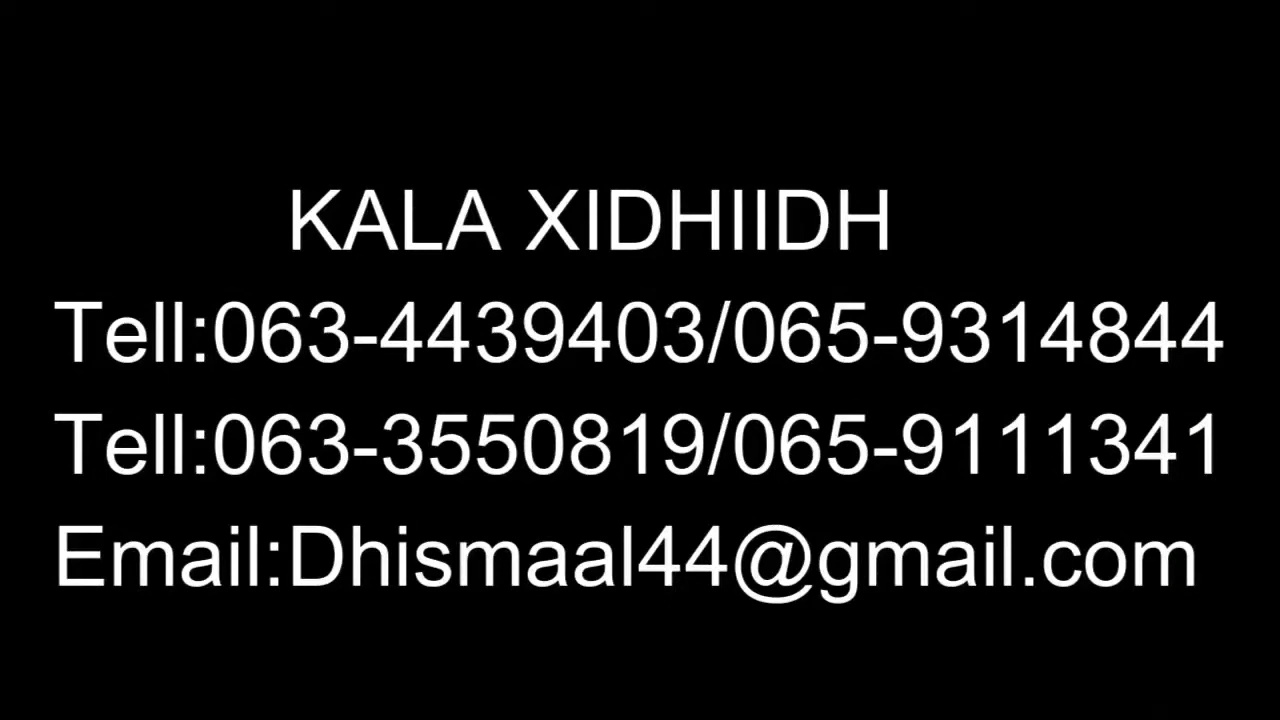 KALA XIDHIIDH
Tell:063-4439403/065-9314844
Tell:063-3550819/065-9111341
Email:Dhismaal44@gmail.com